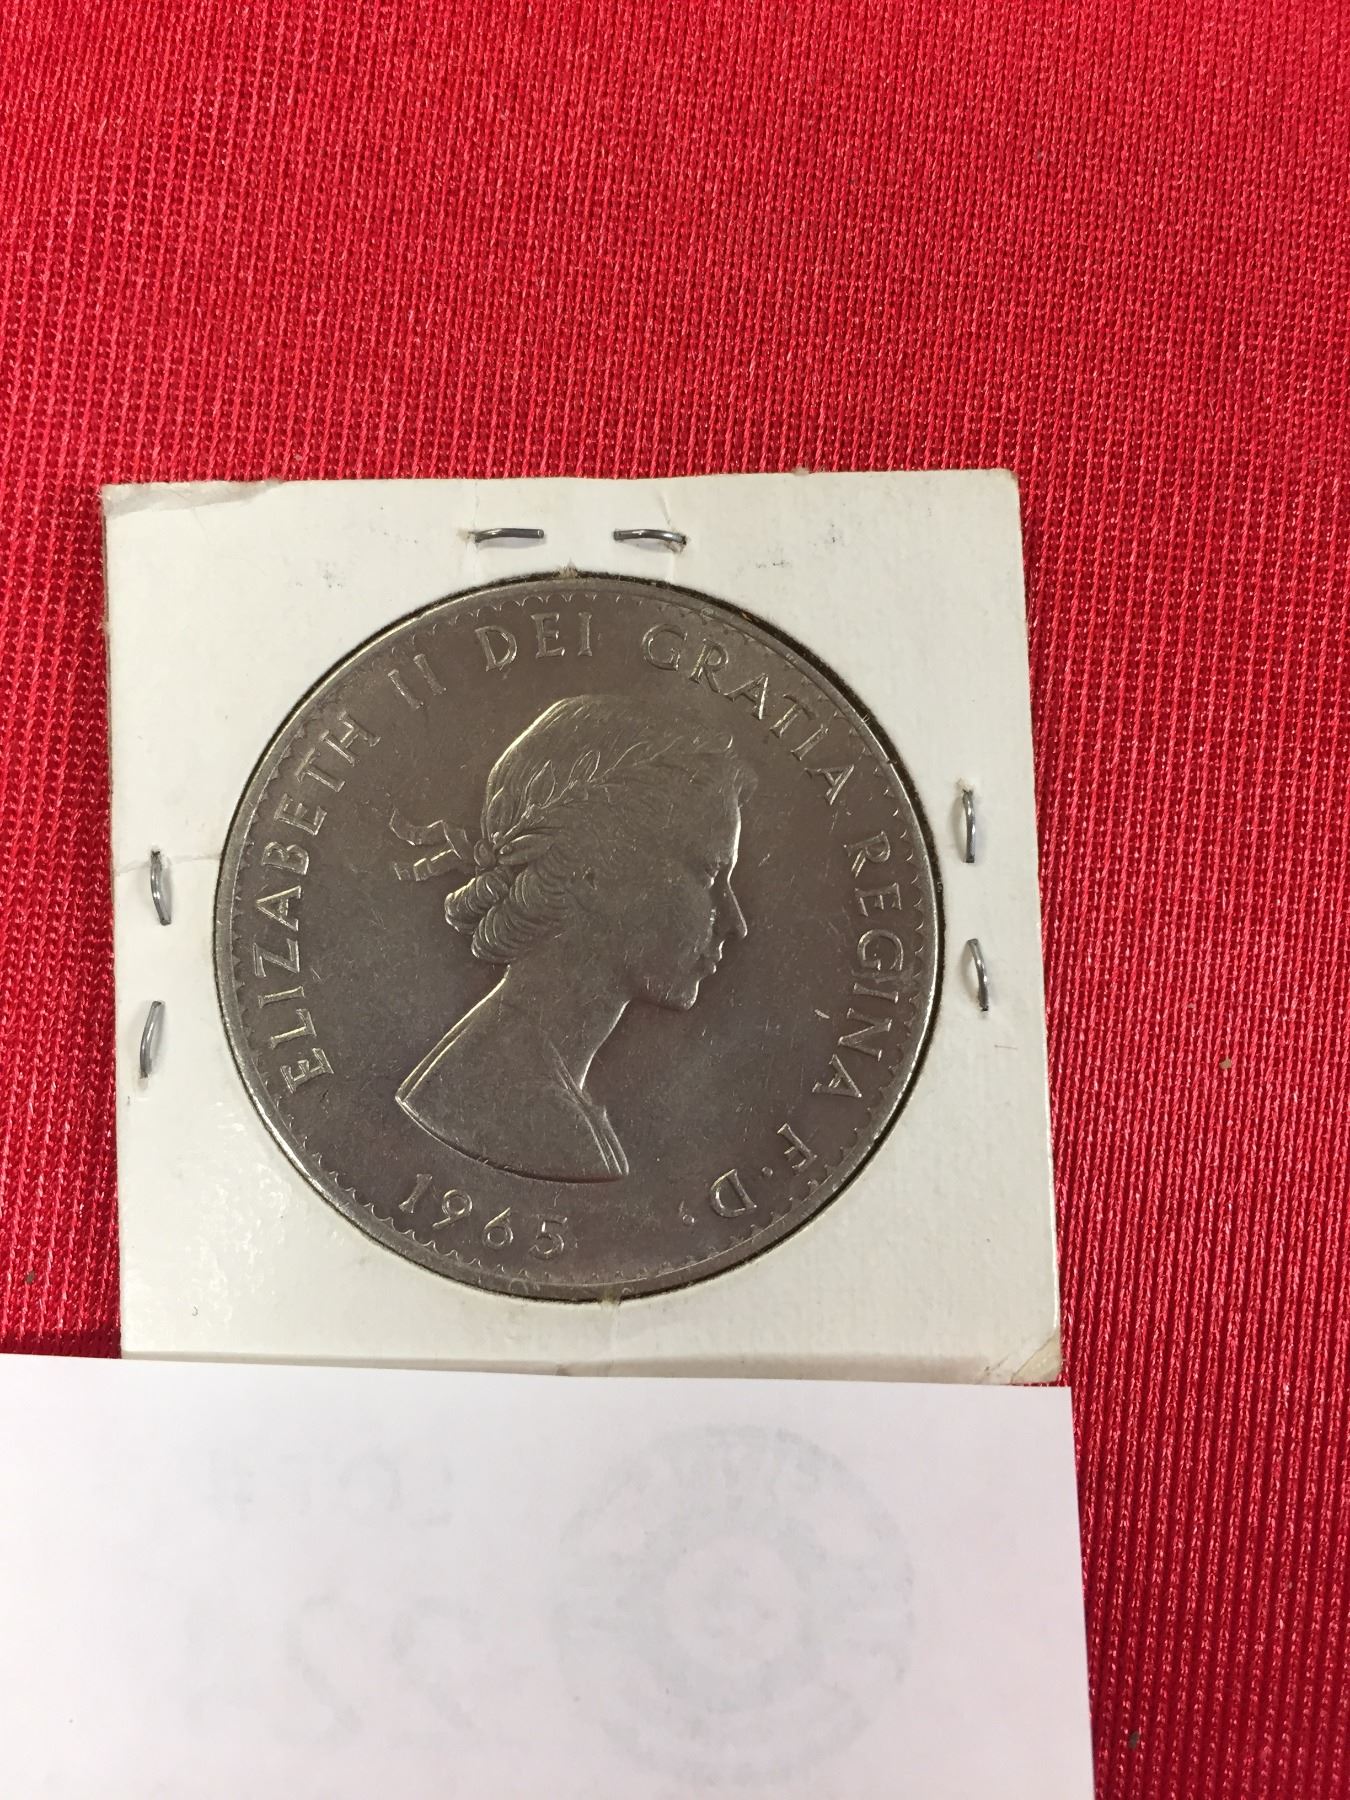 ELIZABETH II DEI GRATIA REGINA F.D.
1965